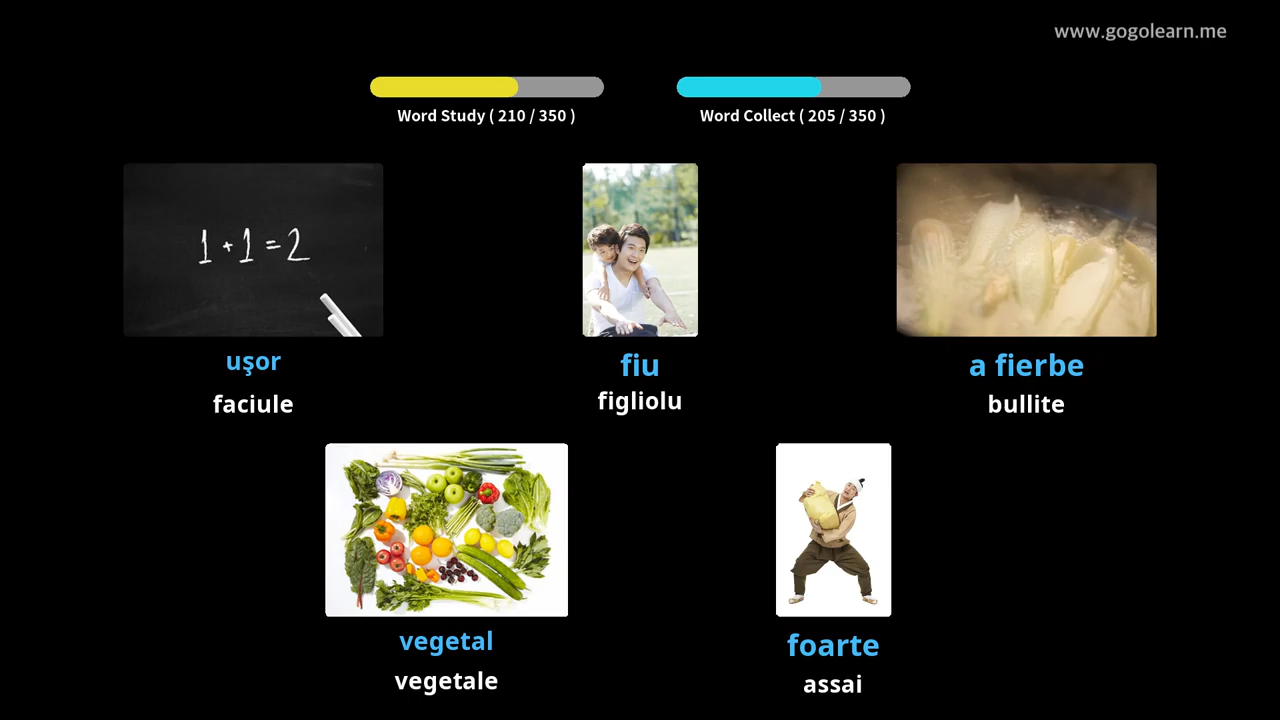 www.gogolearn.me
Word Study ( 210 / 350 )
Word Collect ( 205 / 350 )
1 + 1 = 2
uşor
faciule
fiu
figliolu
a fierbe
bullite
vegetal
vegetale
foarte
assai